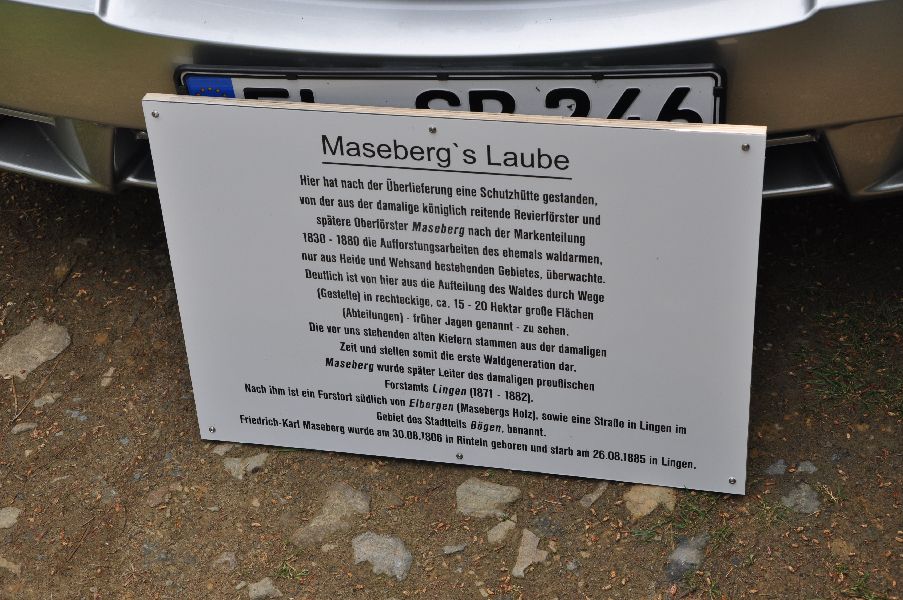 EL SP 246
Maseberg`s Laube
Hier hat nach der Überlieferung eine Schutzhütte gestanden,
von der aus der damalige königlich reitende Revierförster und
spätere Oberförster Maseberg nach der Markenteilung
1830 - 1880 die Aufforstungsarbeiten des ehemals waldarmen,
nur aus Heide und Wehsand bestehenden Gebietes, überwachte.
Deutlich ist von hier aus die Aufteilung des Waldes durch Wege
(Gestelle) in rechteckige, ca. 15 - 20 Hektar große Flächen
(Abteilungen) - früher Jagen genannt - zu sehen.
Die vor uns stehenden alten Kiefern stammen aus der damaligen
Zeit und stellen somit die erste Waldgeneration dar.
Maseberg wurde später Leiter des damaligen preußischen
Forstamts Lingen (1871 - 1882).
Nach ihm ist ein Forstort südlich von Elbergen (Masebergs Holz), sowie eine Straße in Lingen im
Gebiet des Stadtteils Bögen, benannt.
Friedrich-Karl Maseberg wurde am 30.08.1806 in Rinteln geboren und starb am 26.08.1885 in Lingen.